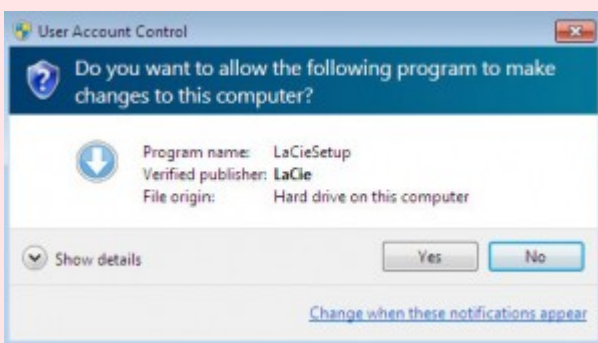 User Account Control
Do you want to allow the following program to make
changes to this computer?
Program name: LaCieSetup
Verified publisher: LaCie
File origin: Hard drive on this computer
Show details
Yes
No
Change when these notifications appear